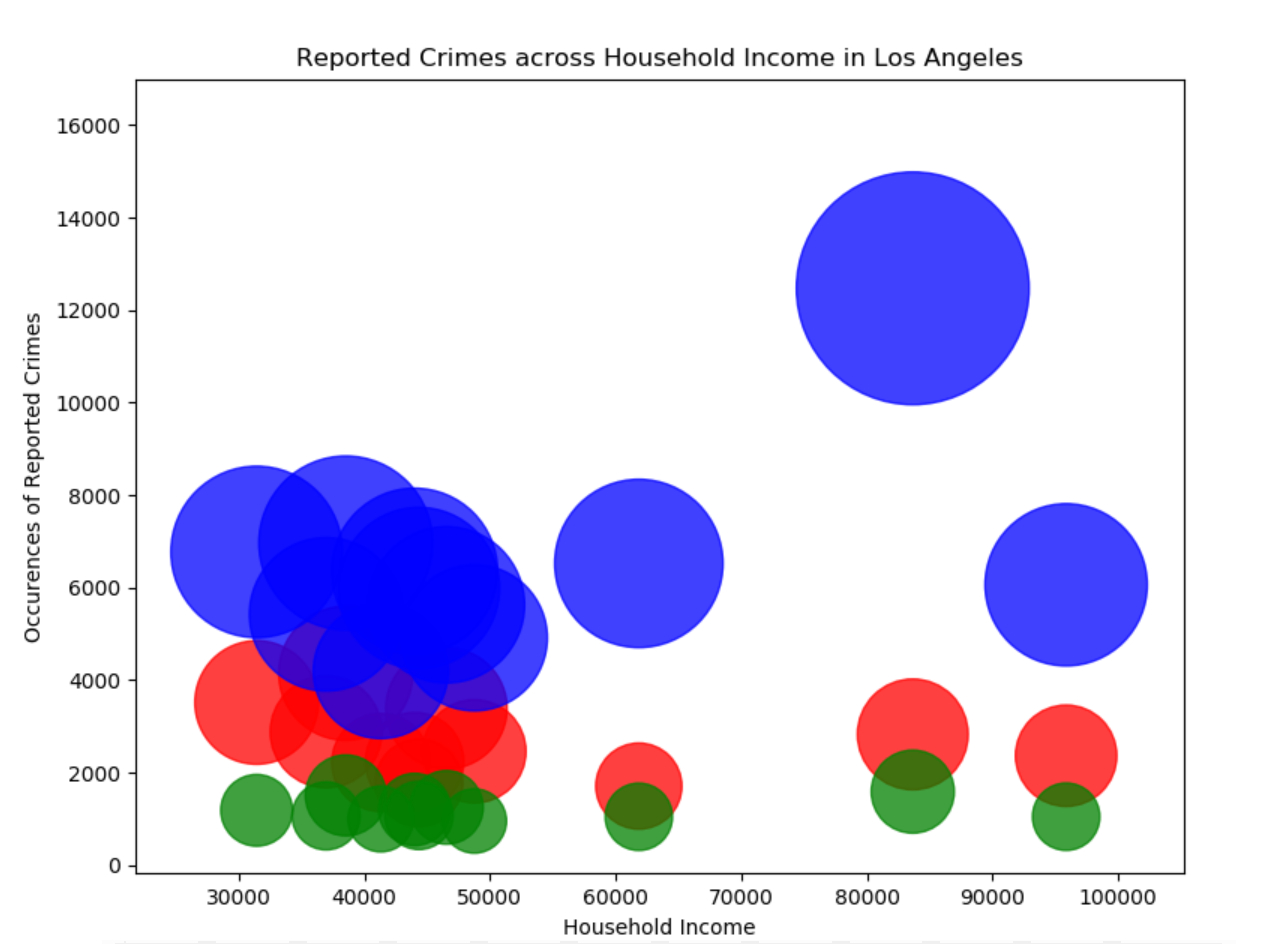 Reported Crimes across Household Income in Los Angeles
16000
14000
12000
10000
8000
6000
4000
2000
0
Occurences of Reported Crimes
30000 40000 50000 60000 70000 80000 90000 100000
Household Income